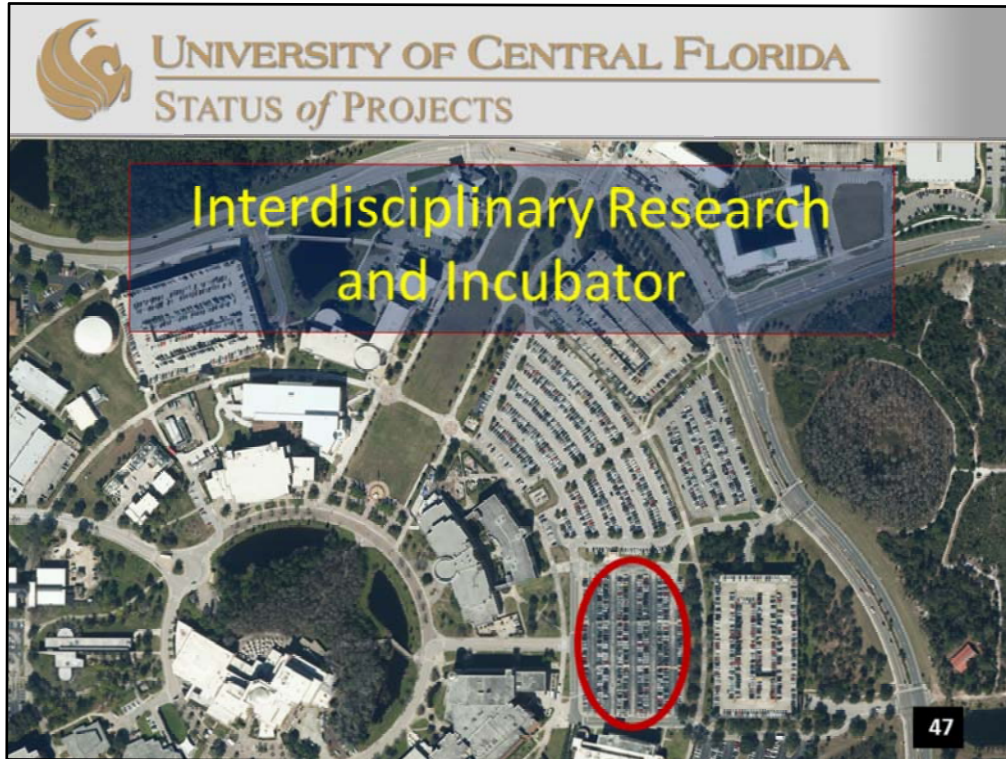 UNIVERSITY OF CENTRAL FLORIDA
STATUS of PROJECTS
Interdisciplinary Research
and Incubator
47